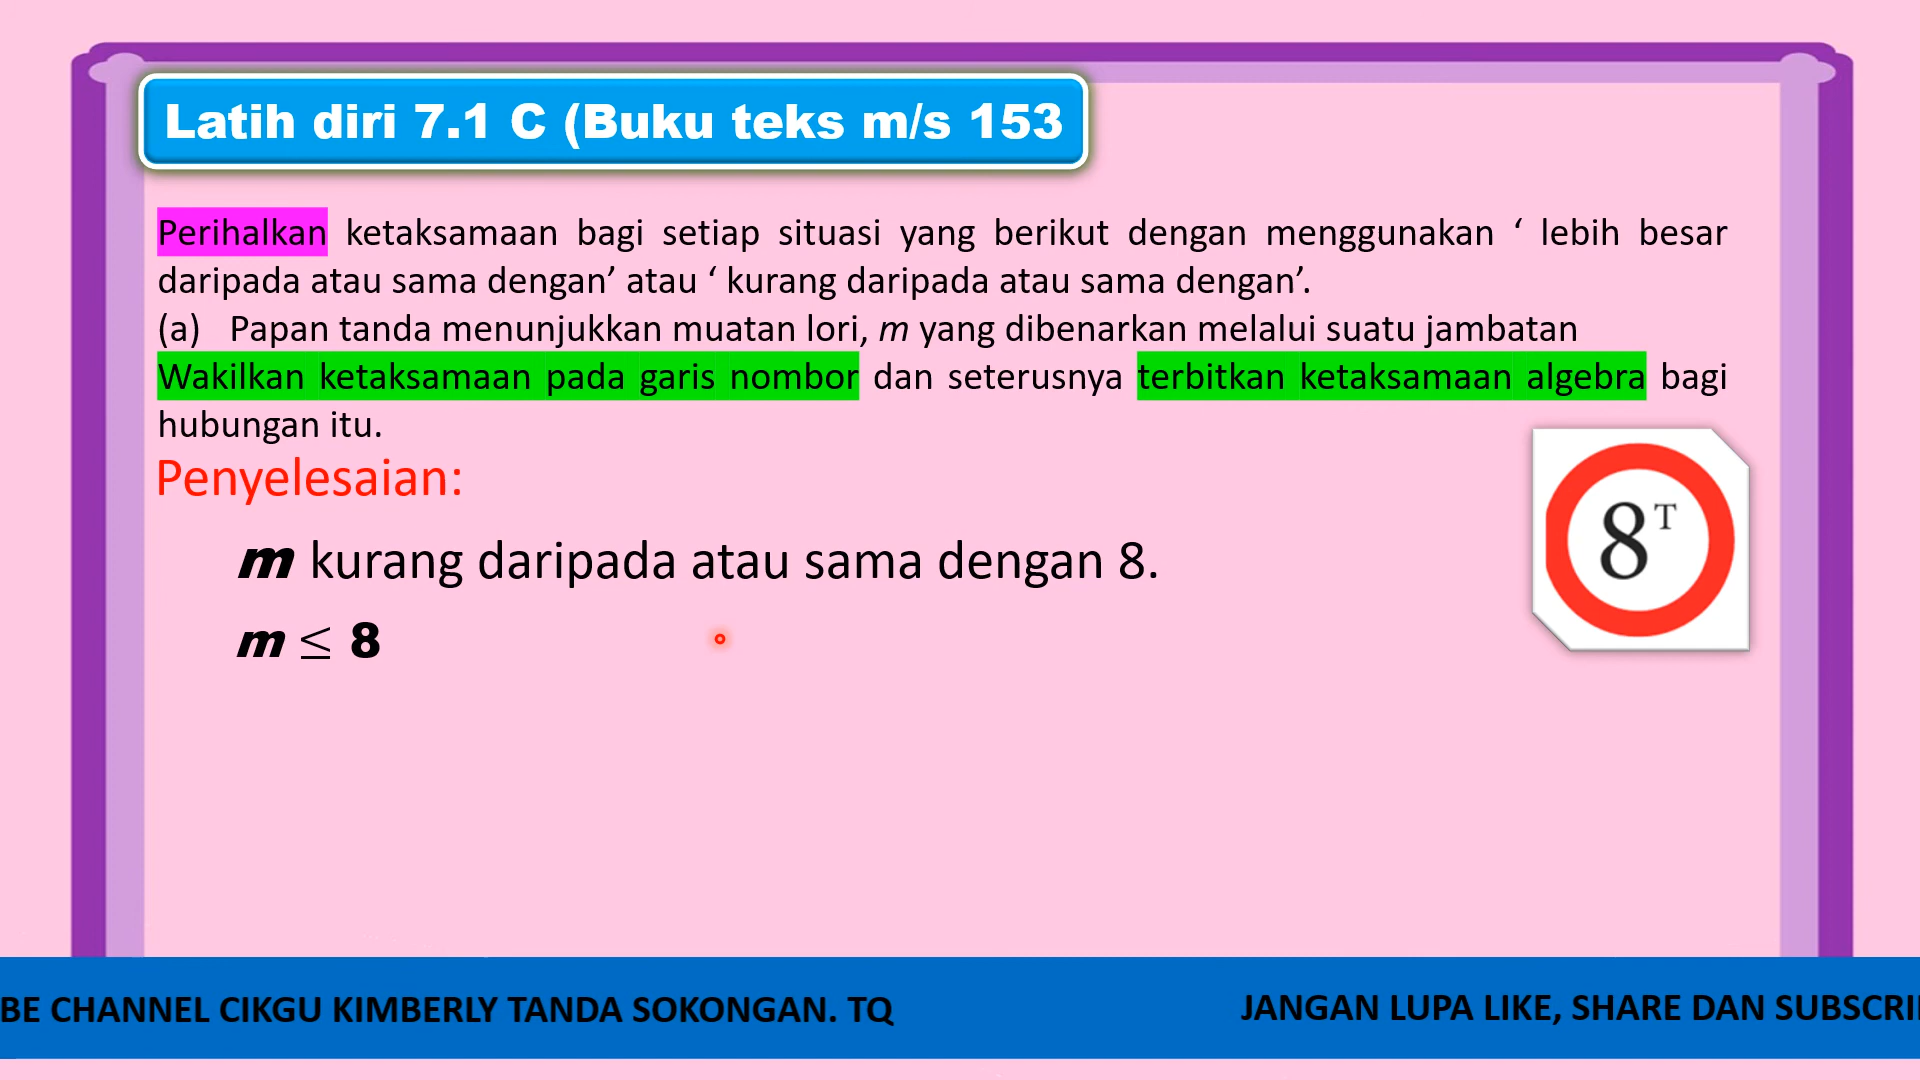 Latih diri 7.1 C (Buku teks m/s 153
Perihalkan ketaksamaan bagi setiap situasi yang berikut dengan menggunakan ‘ lebih besar
daripada atau sama dengan’ atau ‘ kurang daripada atau sama dengan’.
(a) Papan tanda menunjukkan muatan lori, m yang dibenarkan melalui suatu jambatan
Wakilkan ketaksamaan pada garis nombor dan seterusnya terbitkan ketaksamaan algebra bagi
hubungan itu.
Penyelesaian:
8ᵀ
m kurang daripada atau sama dengan 8.
m ≤ 8
BE CHANNEL CIKGU KIMBERLY TANDA SOKONGAN. TQ
JANGAN LUPA LIKE, SHARE DAN SUBSCRI